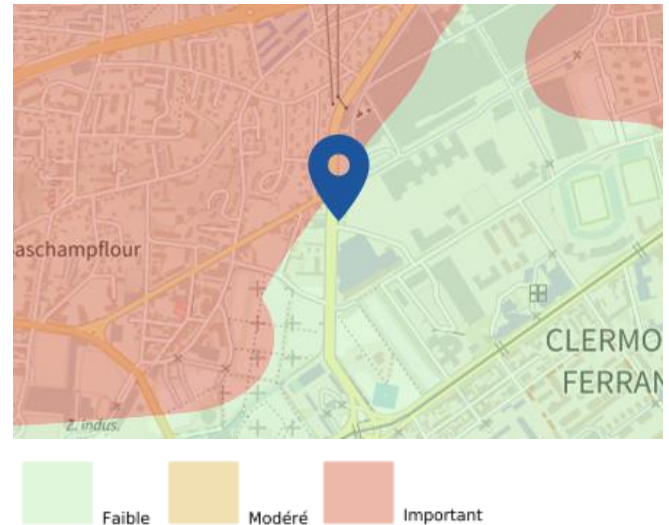 aschampflour
CLERMO
FERRAN
Z. indus.
Faible Modéré Important